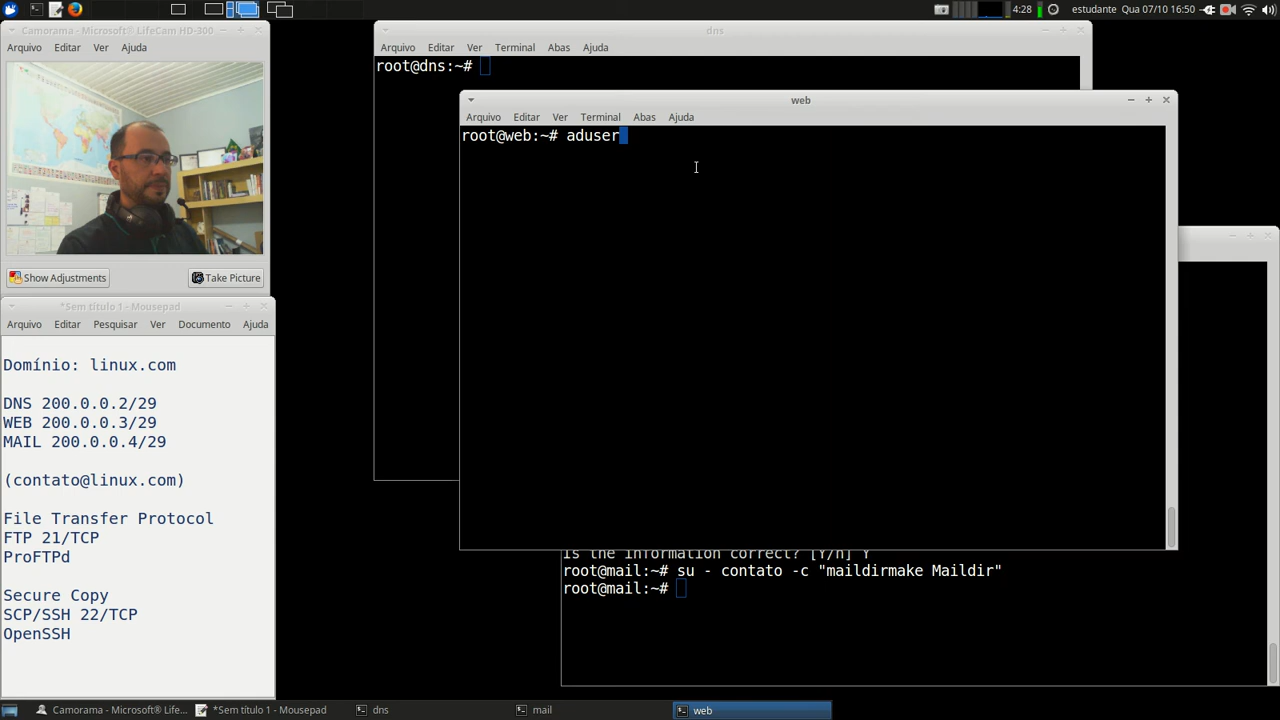 4:28
estudante
Qua 07/10 16:50
Camorama - Microsoft® LifeCam HD-300
Arquivo Editar Ver Ajuda
Show Adjustments
Take Picture
*Sem título 1 - Mousepad
Arquivo Editar Pesquisar Ver Documento Ajuda
Domínio: linux.com
DNS 200.0.0.2/29
WEB 200.0.0.3/29
MAIL 200.0.0.4/29
(contato@linux.com)
File Transfer Protocol
FTP 21/TCP
ProFTPd
Secure Copy
SCP/SSH 22/TCP
OpenSSH
dns
Arquivo Editar Ver Terminal Abas Ajuda
root@dns:~#
web
Arquivo Editar Ver Terminal Abas Ajuda
root@web:~# aduser
Is the information correct? [Y/n] Y
root@mail:~# su - contato -c "maildirmake Maildir"
root@mail:~#
Camorama - Microsoft® LifeC...
*Sem título 1 - Mousepad
dns
mail
web